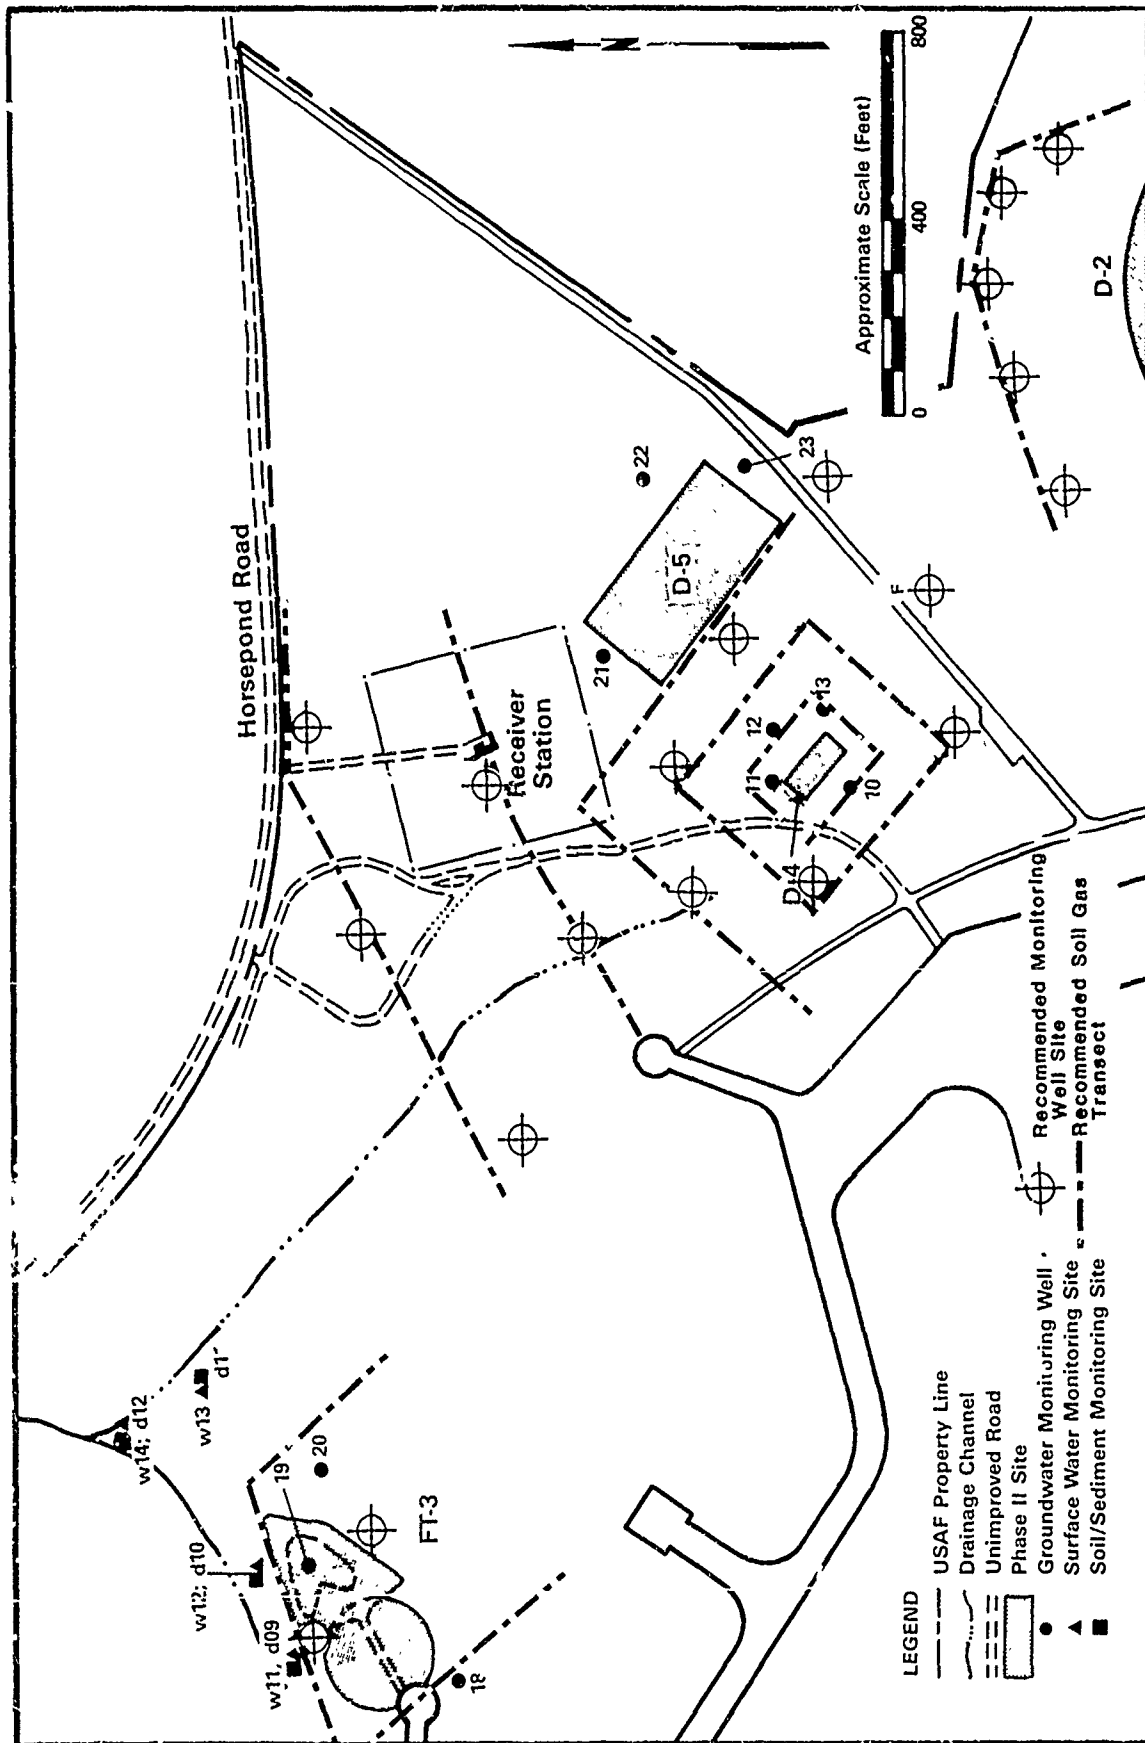 Horsepond Road
N
Receiver
Station
Approximate Scale (Feet)
0
400
800
D-2
D-5
D-4
FT-3
22
23
21
12
13
11
10
w14; d12
w13
w12; d10
w11, d09
19
20
18
F
LEGEND
USAF Property Line
Drainage Channel
Unimproved Road
Phase II Site
Groundwater Monitoring Well
Surface Water Monitoring Site
Soil/Sediment Monitoring Site
Recommended Monitoring
Well Site
Recommended Soil Gas
Transect